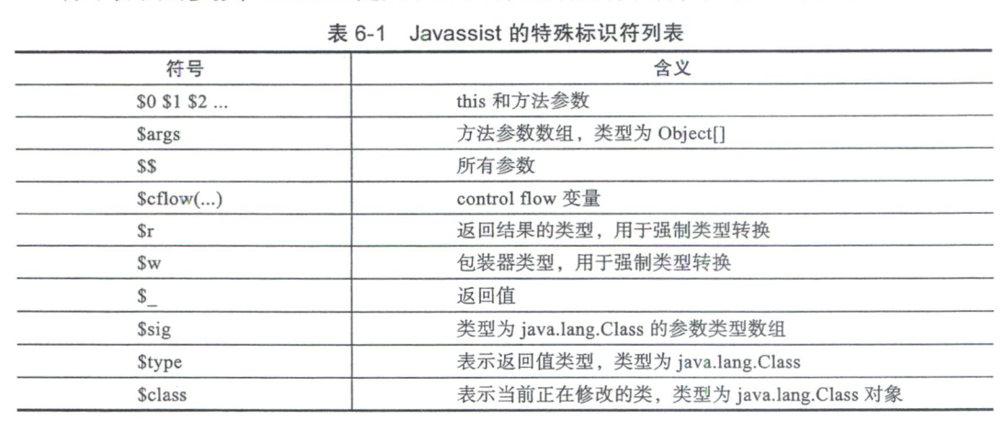 表 6-1 Javassist 的特殊标识符列表
符号 含义
$0 $1 $2 ... this 和方法参数
$args 方法参数数组，类型为 Object[]
$$ 所有参数
$cflow(...) control flow 变量
$r 返回结果的类型，用于强制类型转换
$w 包装器类型，用于强制类型转换
$_ 返回值
$sig 类型为 java.lang.Class 的参数类型数组
$type 表示返回值类型，类型为 java.lang.Class
$class 表示当前正在修改的类，类型为 java.lang.Class 对象